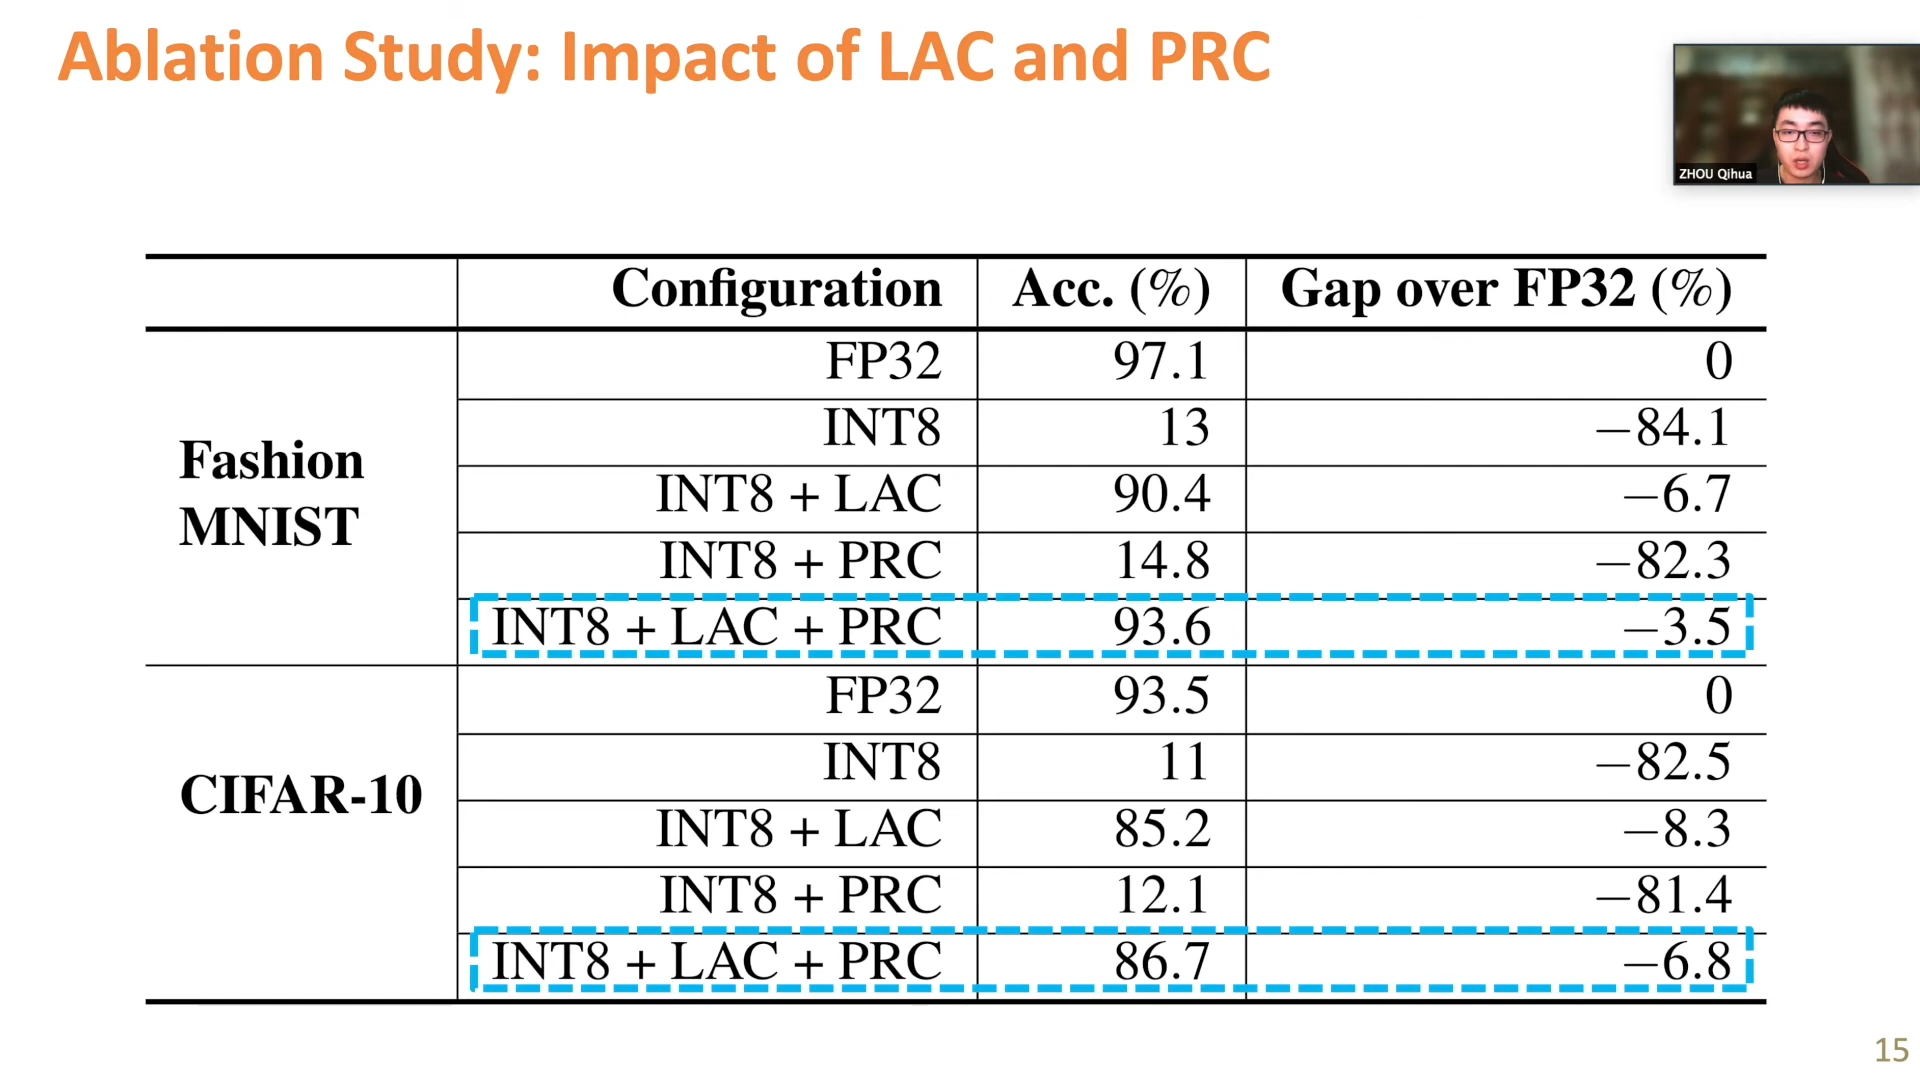 Ablation Study: Impact of LAC and PRC
ZHOU Qihua
Configuration Acc. (%) Gap over FP32 (%)
Fashion MNIST
FP32 97.1 0
INT8 13 −84.1
INT8 + LAC 90.4 −6.7
INT8 + PRC 14.8 −82.3
INT8 + LAC + PRC 93.6 −3.5
CIFAR-10
FP32 93.5 0
INT8 11 −82.5
INT8 + LAC 85.2 −8.3
INT8 + PRC 12.1 −81.4
INT8 + LAC + PRC 86.7 −6.8
15